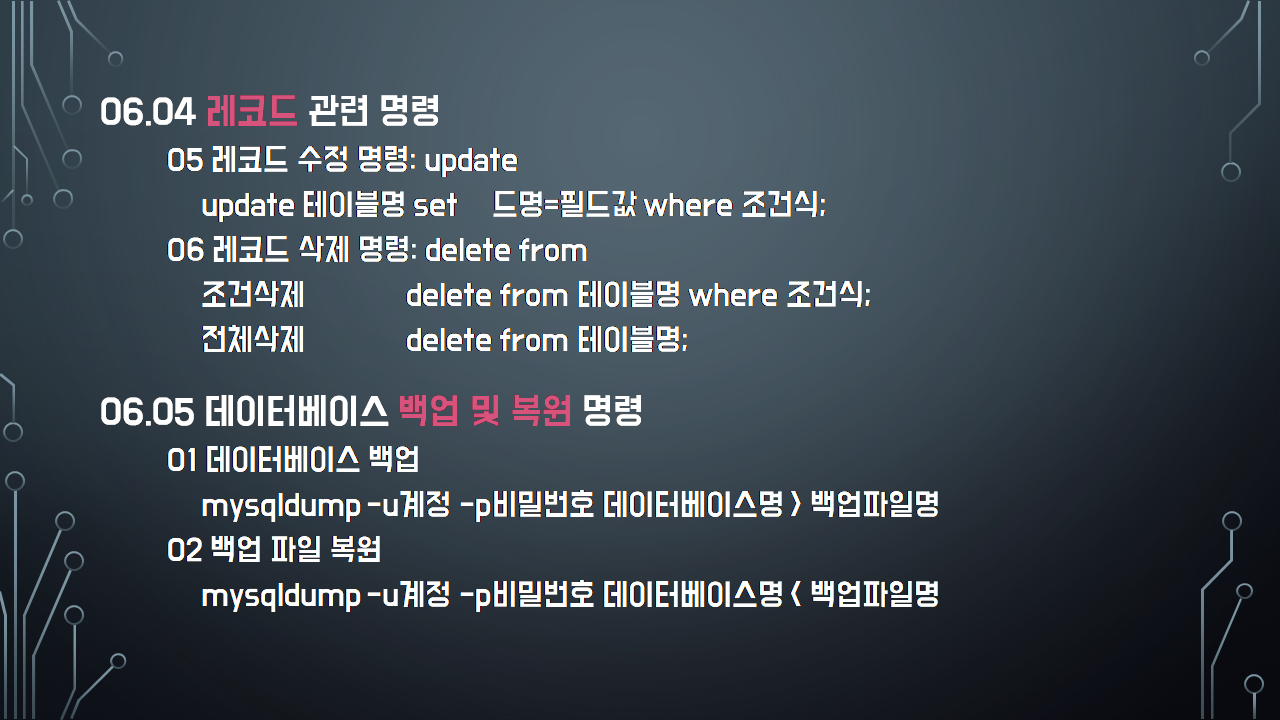 06.04 레코드 관련 명령
05 레코드 수정 명령: update
update 테이블명 set 드명=필드값 where 조건식;
06 레코드 삭제 명령: delete from
조건삭제 delete from 테이블명 where 조건식;
전체삭제 delete from 테이블명;
06.05 데이터베이스 백업 및 복원 명령
01 데이터베이스 백업
mysqldump -u계정 -p비밀번호 데이터베이스명 > 백업파일명
02 백업 파일 복원
mysqldump -u계정 -p비밀번호 데이터베이스명 < 백업파일명